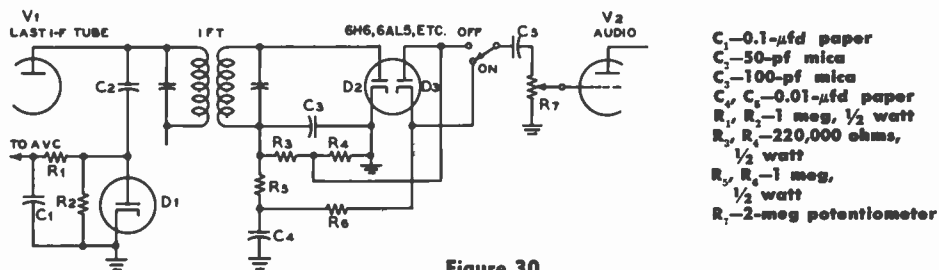 V1
LAST I-F TUBE
IFT
6H6, 6AL5, ETC.
OFF
ON
C5
V2
AUDIO
C2
D2
D3
C3
R7
TO AVC
R1
R3
R4
R2
D1
R5
C1
R6
C4
C₁—0.1-μfd paper
C₂—50-pf mica
C₃—100-pf mica
C₄, C₅—0.01-μfd paper
R₁, R₂—1 meg, ½ watt
R₃, R₄—220,000 ohms,
½ watt
R₅, R₆—1 meg,
½ watt
R₇—2-meg potentiometer
Figure 30